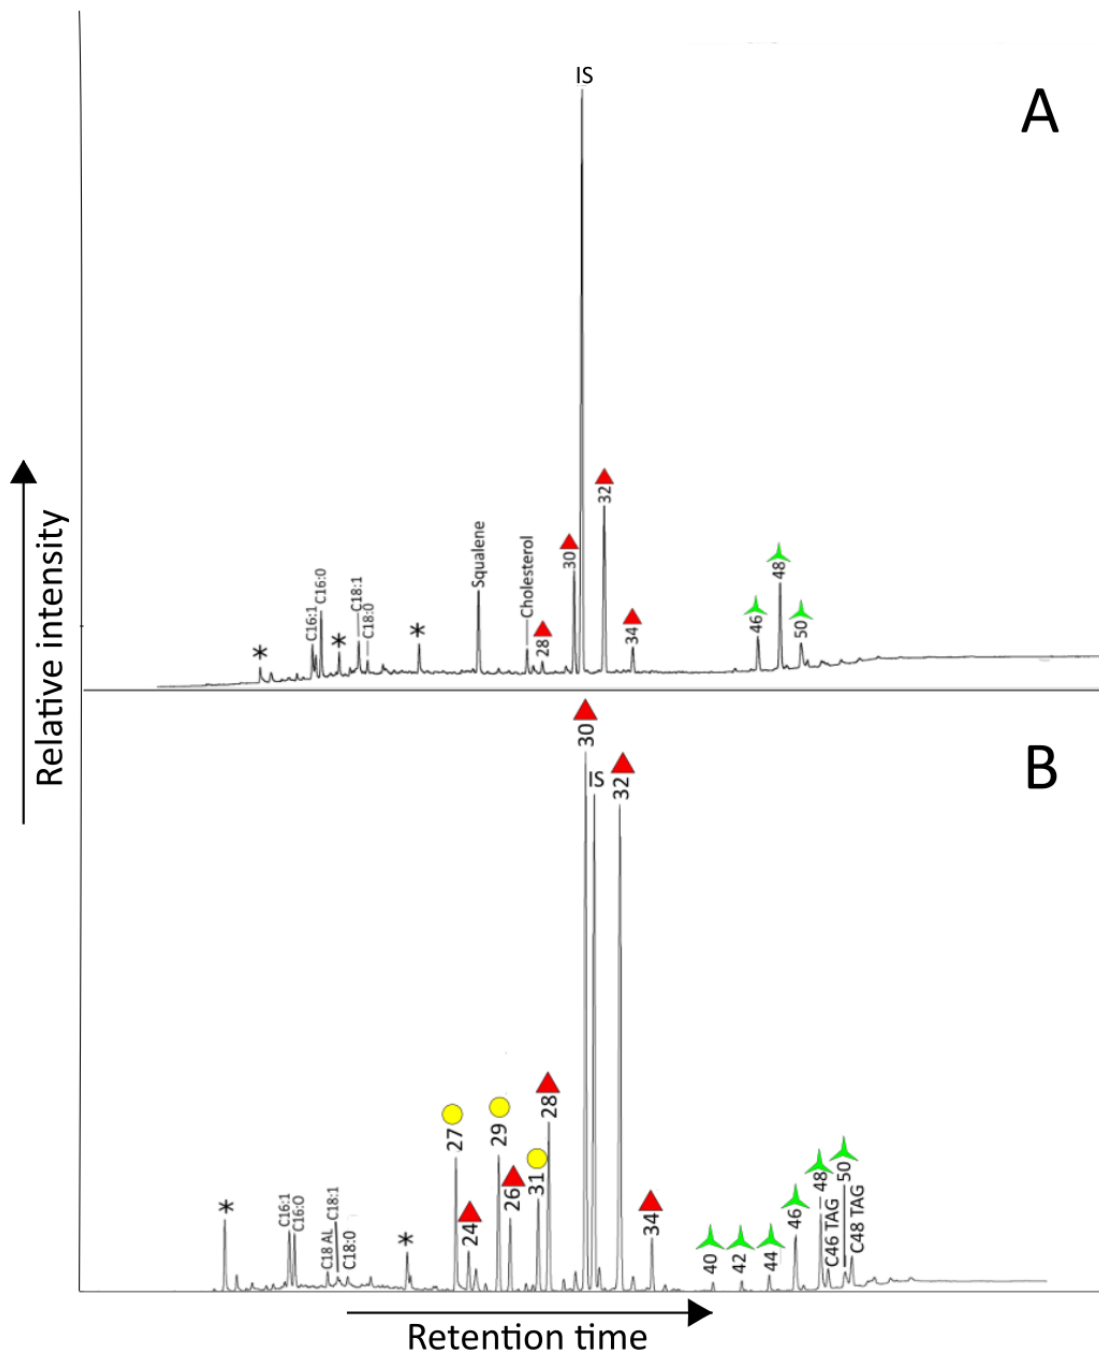 A
IS
32
30
C16:1
C16:0
C18:1
C18:0
*
*
*
Squalene
Cholesterol
28
34
46
48
50
Relative intensity
B
30
IS
32
27
29
28
31
26
24
34
*
C16:1
C16:0
C18 AL
C18:1
C18:0
*
40
42
44
46
48
C46 TAG
50
C48 TAG
Retention time